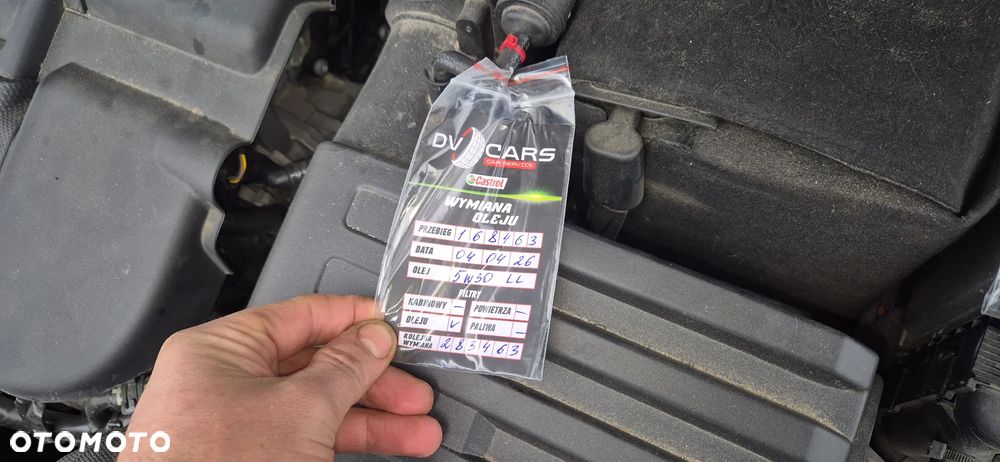 DV CARS
CAR SERVICE
Castrol
WYMIANA
OLEJU
PRZEBIEG 168463
DATA 04 04 26
OLEJ 5W30 LL
FILTRY
KABINOWY – POWIETRZA –
OLEJU v PALIWA –
KOLEJNA
WYMIANA 283463
OTOMOTO